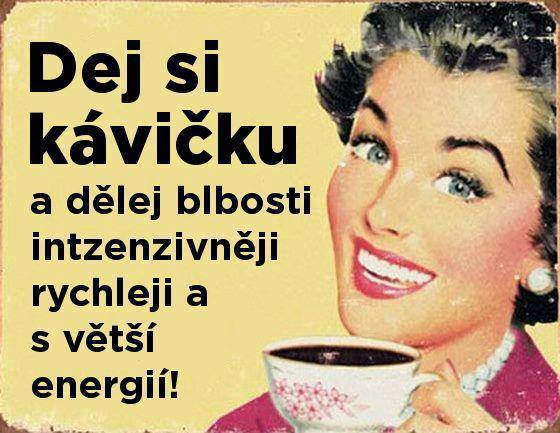 Dej si
kávičku
a dělej blbosti
intzenzivněji
rychleji a
s větší
energií!